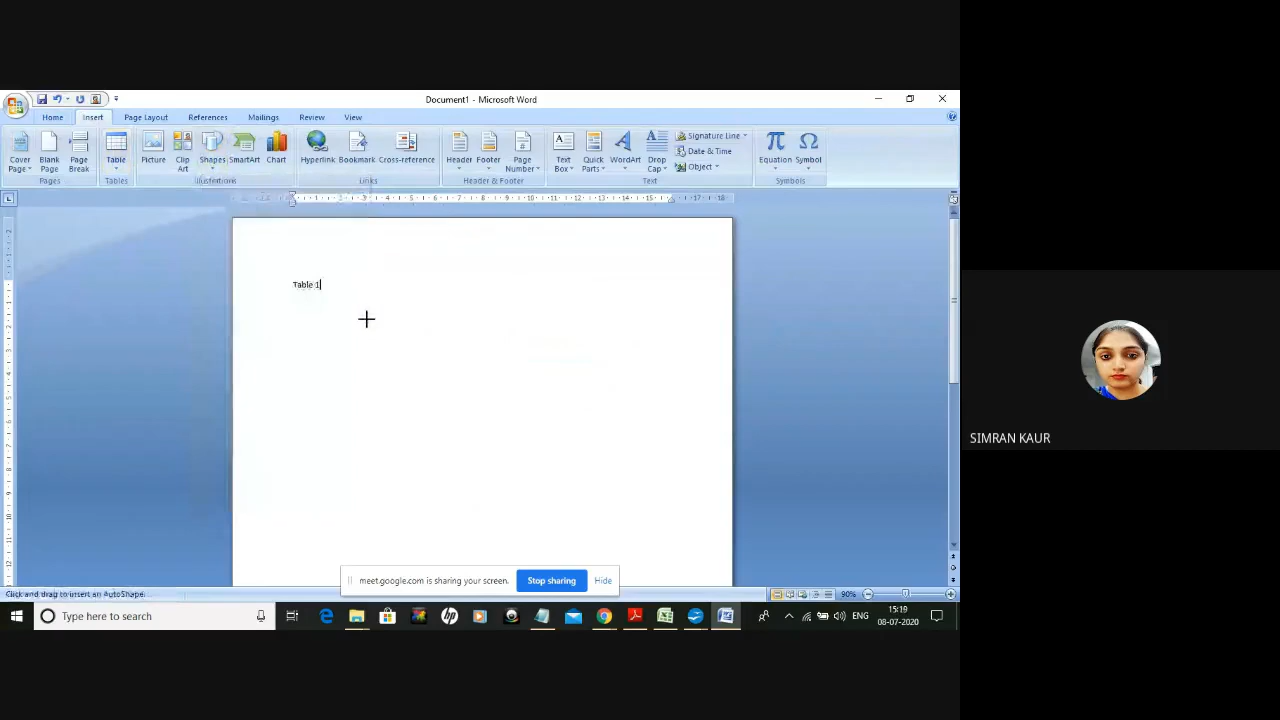 Document1 - Microsoft Word
Home Insert Page Layout References Mailings Review View
Cover Page Blank Page Page Break Table Picture Clip Art Shapes SmartArt Chart Hyperlink Bookmark Cross-reference Header Footer Page Number Text Box Quick Parts WordArt Drop Cap Signature Line Date & Time Object Equation Symbol
Pages Tables Illustrations Links Header & Footer Text Symbols
Table 1
SIMRAN KAUR
meet.google.com is sharing your screen. Stop sharing Hide
Click and drag to insert an AutoShape. 90%
Type here to search ENG 15:19
08-07-2020